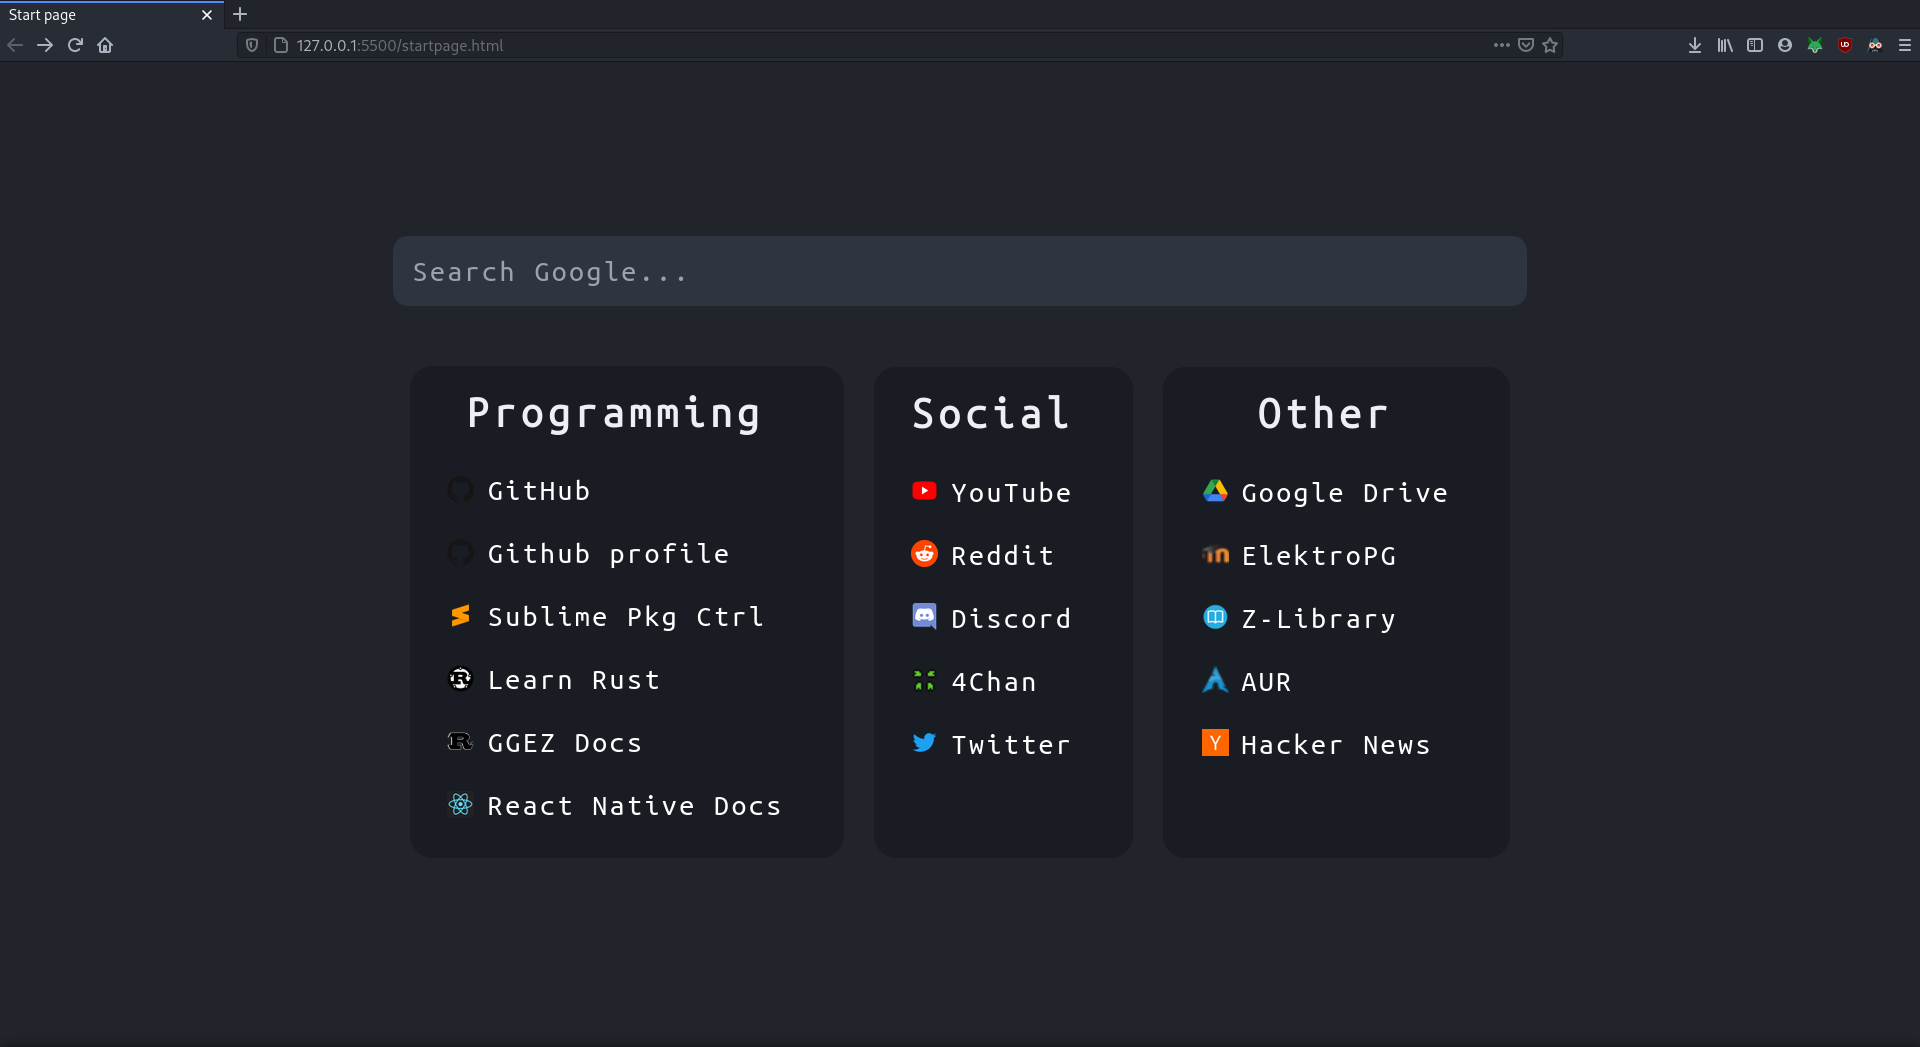 Start page
127.0.0.1:5500/startpage.html
Search Google...
Programming
GitHub
Github profile
Sublime Pkg Ctrl
Learn Rust
GGEZ Docs
React Native Docs
Social
YouTube
Reddit
Discord
4Chan
Twitter
Other
Google Drive
ElektroPG
Z-Library
AUR
Hacker News